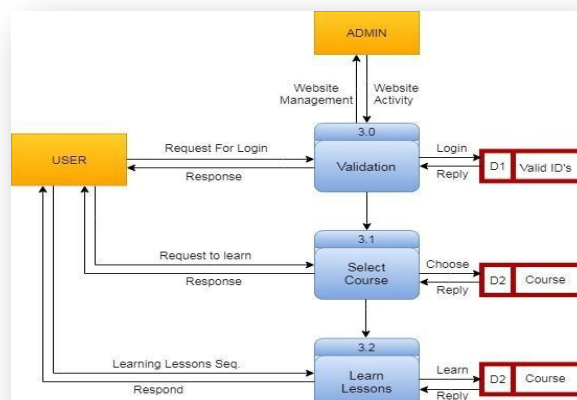 ADMIN
Website
Management
Website
Activity
3.0
USER
Request For Login
Validation
Login
D1
Valid ID's
Response
Reply
3.1
Request to learn
Select
Course
Choose
D2
Course
Response
Reply
3.2
Learning Lessons Seq.
Learn
Lessons
Learn
D2
Course
Respond
Reply